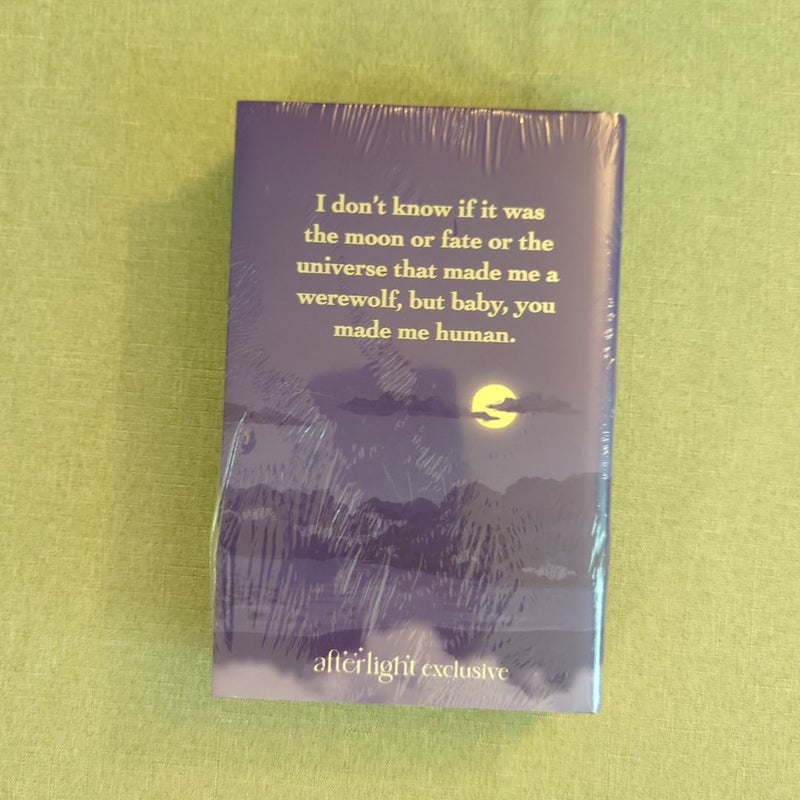 I don't know if it was
the moon or fate or the
universe that made me a
werewolf, but baby, you
made me human.
afterlight exclusive